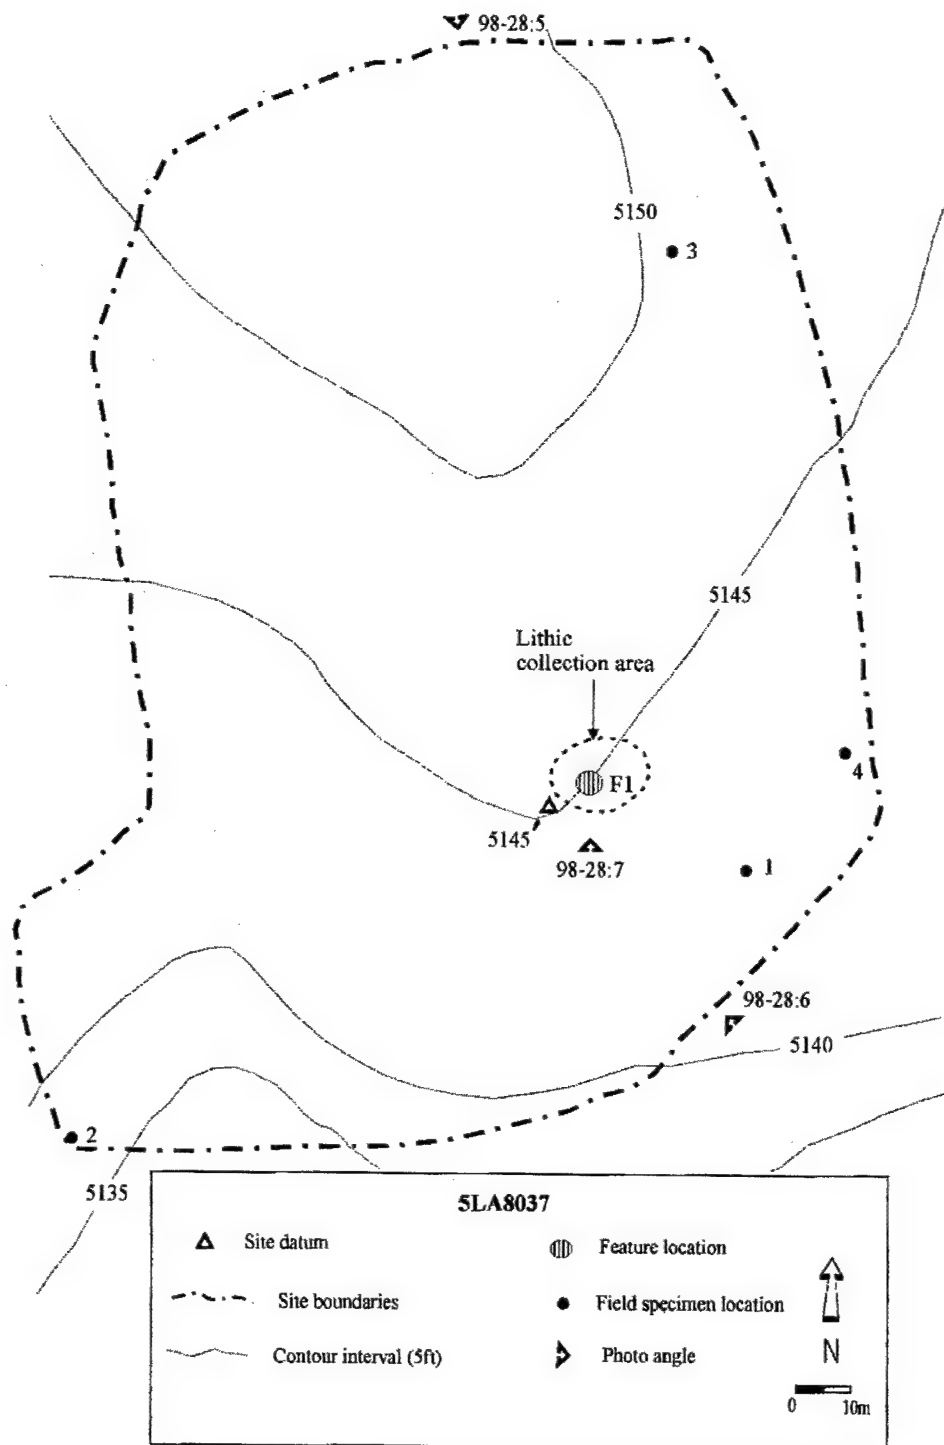 98-28:5
5150
3
5145
Lithic
collection area
F1
4
5145
98-28:7
1
98-28:6
5140
2
5135
5LA8037
Site datum
Feature location
Site boundaries
Field specimen location
Contour interval (5ft)
Photo angle
N
0 10m